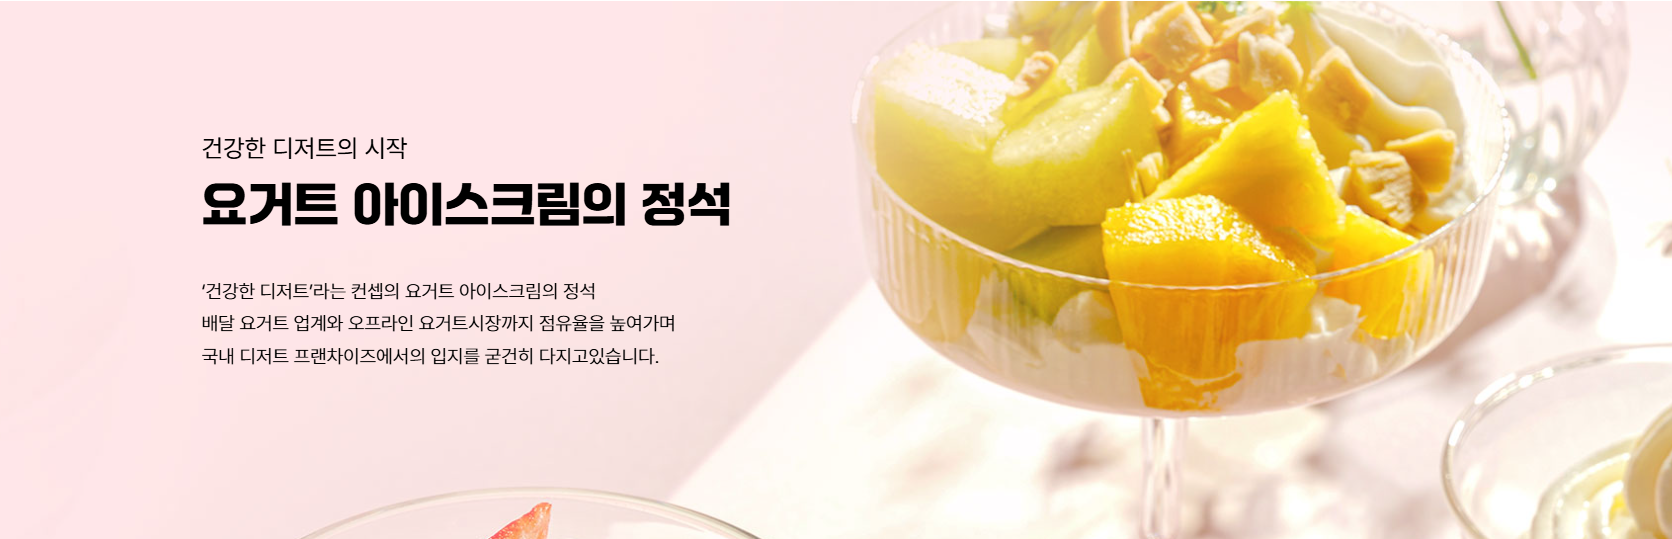 건강한 디저트의 시작
요거트 아이스크림의 정석
‘건강한 디저트’라는 컨셉의 요거트 아이스크림의 정석
배달 요거트 업계와 오프라인 요거트시장까지 점유율을 높여가며
국내 디저트 프랜차이즈에서의 입지를 굳건히 다지고있습니다.